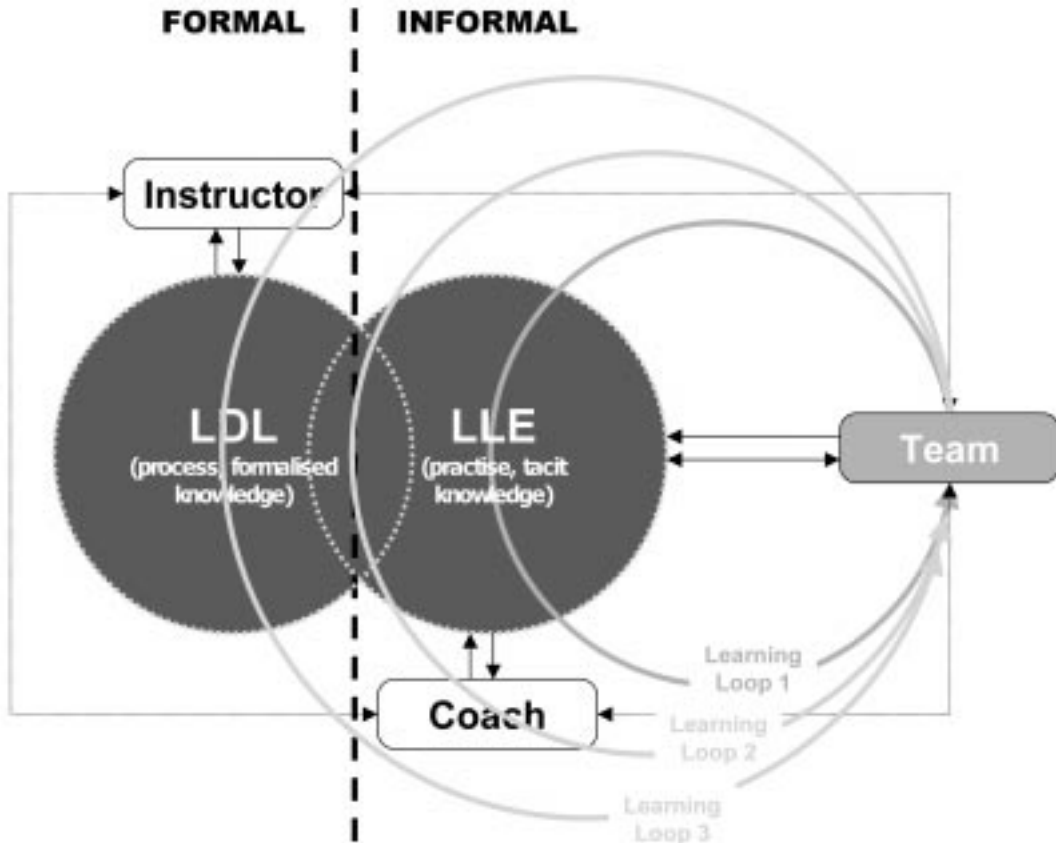 FORMAL
INFORMAL
Instructor
LDL
(process, formalised
knowledge)
LLE
(practise, tacit
knowledge)
Team
Learning
Loop 1
Coach
Learning
Loop 2
Learning
Loop 3